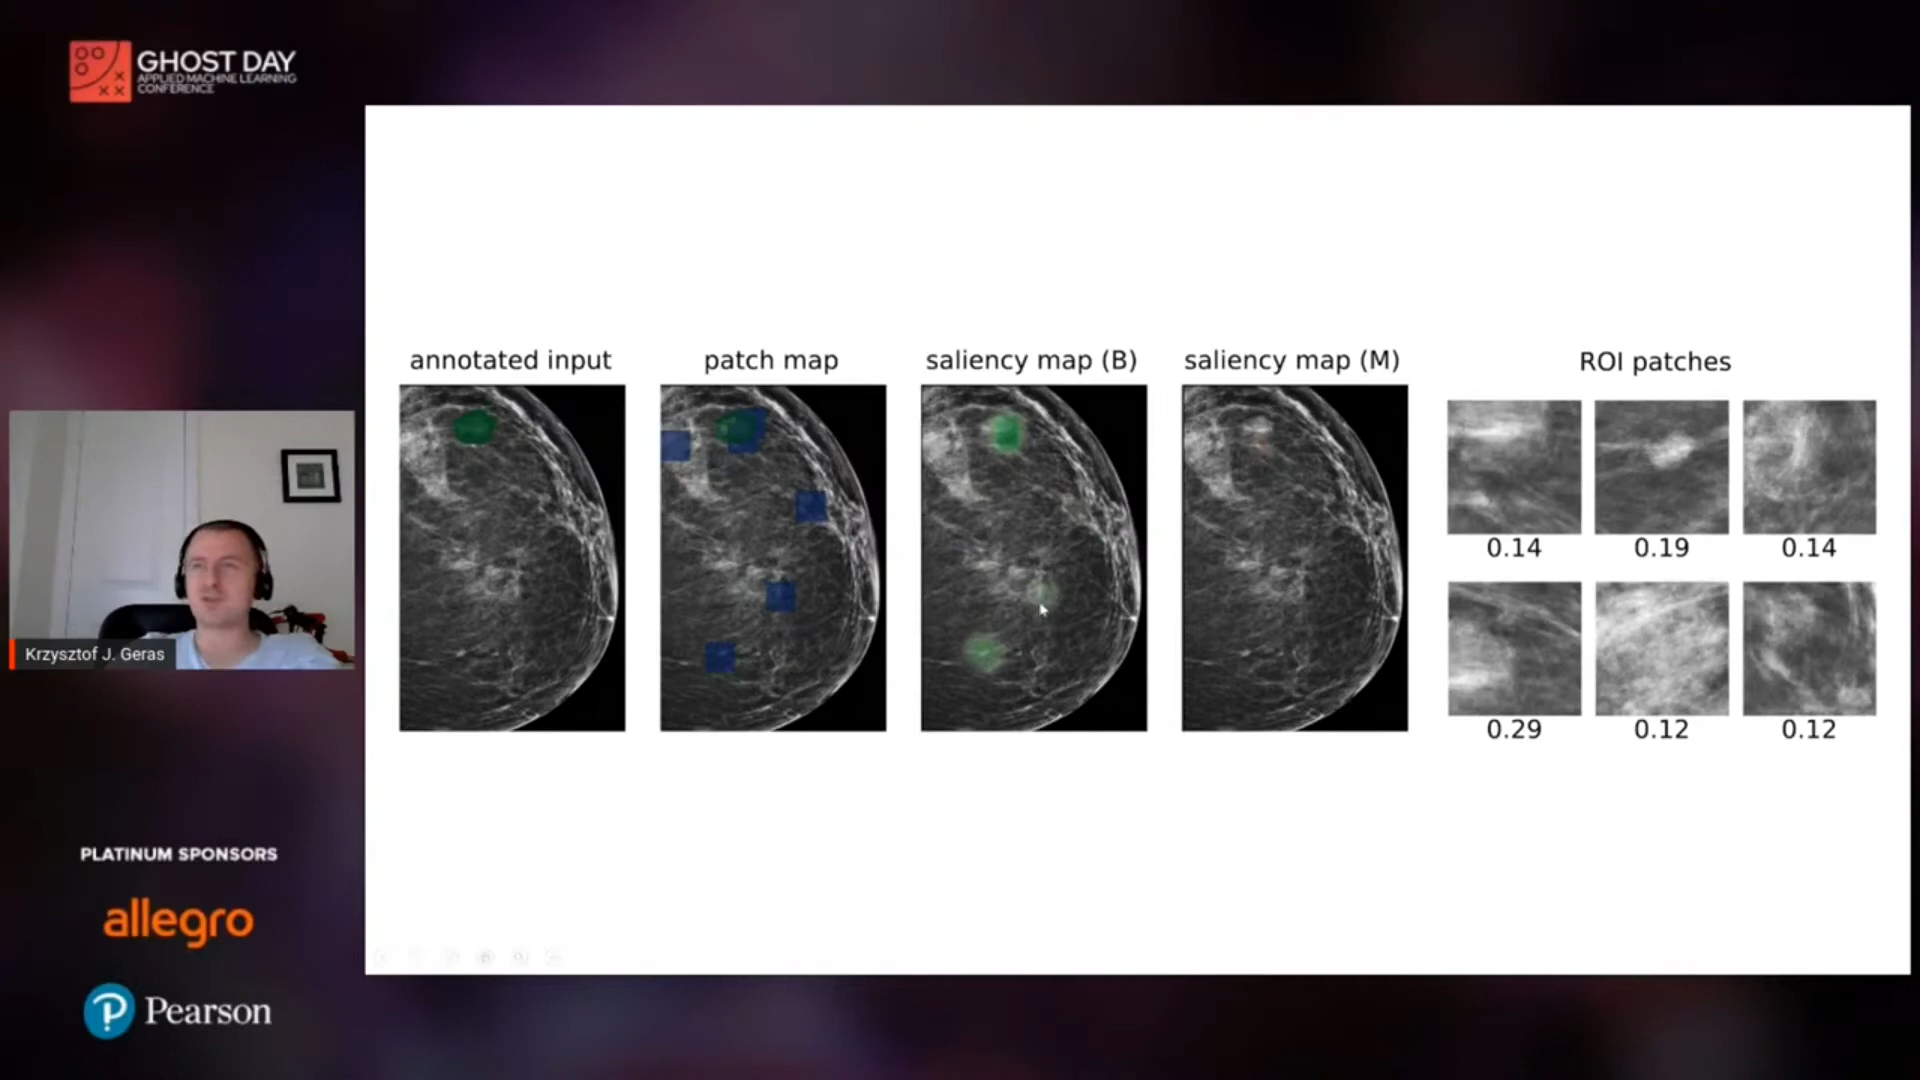 GHOST DAY
APPLIED MACHINE LEARNING
CONFERENCE
annotated input
patch map
saliency map (B)
saliency map (M)
ROI patches
0.14
0.19
0.14
0.29
0.12
0.12
Krzysztof J. Geras
PLATINUM SPONSORS
allegro
P Pearson